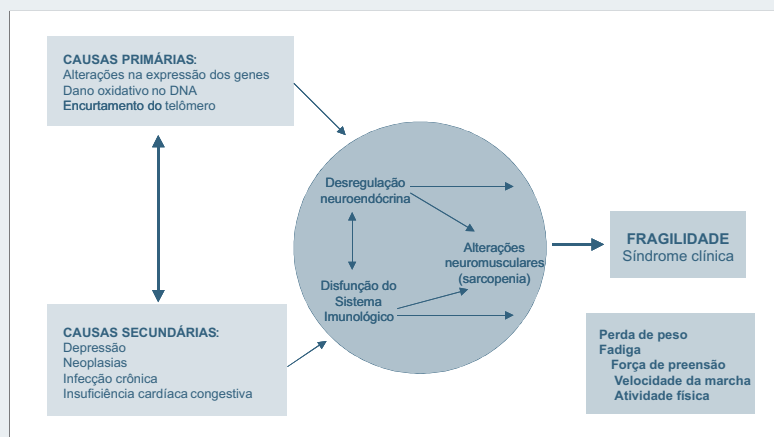 CAUSAS PRIMÁRIAS:
Alterações na expressão dos genes
Dano oxidativo no DNA
Encurtamento do telômero
Desregulação
neuroendócrina
Alterações
neuromusculares
(sarcopenia)
Disfunção do
Sistema
Imunológico
FRAGILIDADE
Síndrome clínica
CAUSAS SECUNDÁRIAS:
Depressão
Neoplasias
Infecção crônica
Insuficiência cardíaca congestiva
Perda de peso
Fadiga
Força de preensão
Velocidade da marcha
Atividade física